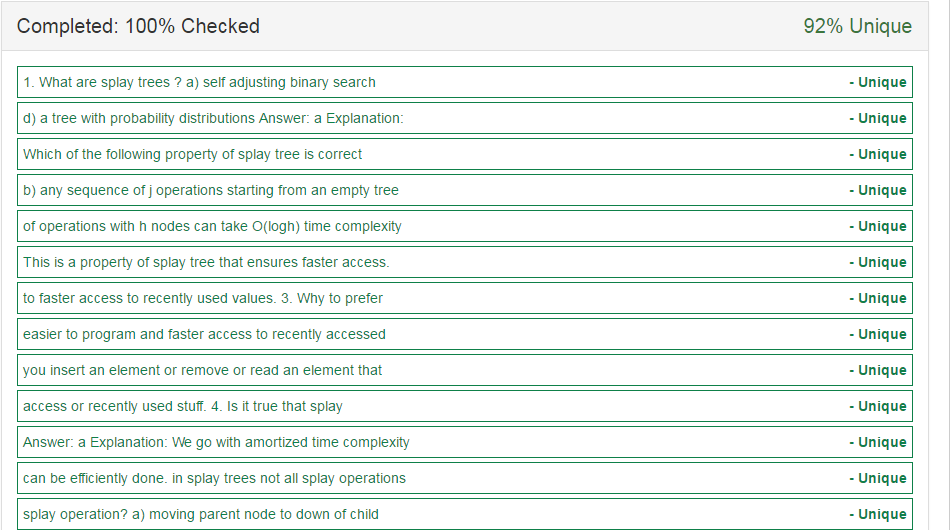 Completed: 100% Checked 92% Unique
1. What are splay trees ? a) self adjusting binary search - Unique
d) a tree with probability distributions Answer: a Explanation: - Unique
Which of the following property of splay tree is correct - Unique
b) any sequence of j operations starting from an empty tree - Unique
of operations with h nodes can take O(logh) time complexity - Unique
This is a property of splay tree that ensures faster access. - Unique
to faster access to recently used values. 3. Why to prefer - Unique
easier to program and faster access to recently accessed - Unique
you insert an element or remove or read an element that - Unique
access or recently used stuff. 4. Is it true that splay - Unique
Answer: a Explanation: We go with amortized time complexity - Unique
can be efficiently done. in splay trees not all splay operations - Unique
splay operation? a) moving parent node to down of child - Unique